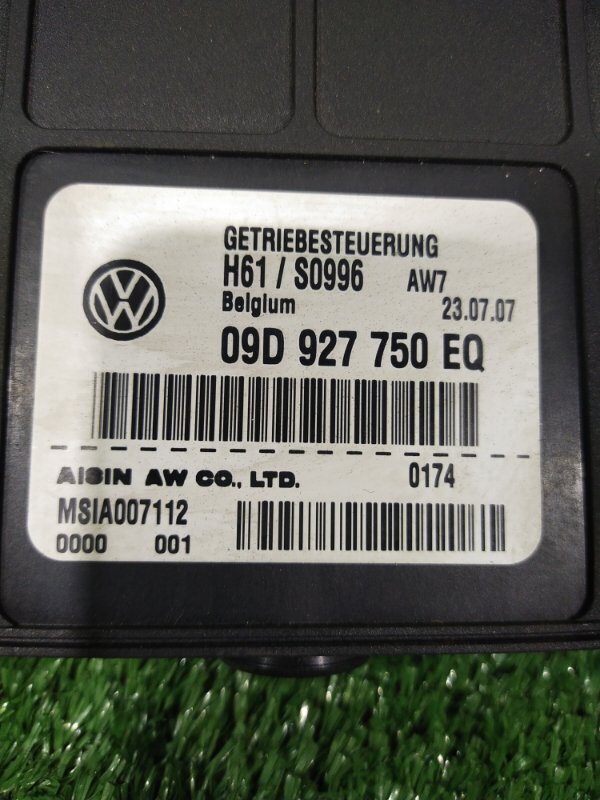 GETRIEBESTEUERUNG
H61 / S0996 AW7
Belgium 23.07.07
09D 927 750 EQ
AISIN AW CO., LTD. 0174
MSIA007112
0000 001